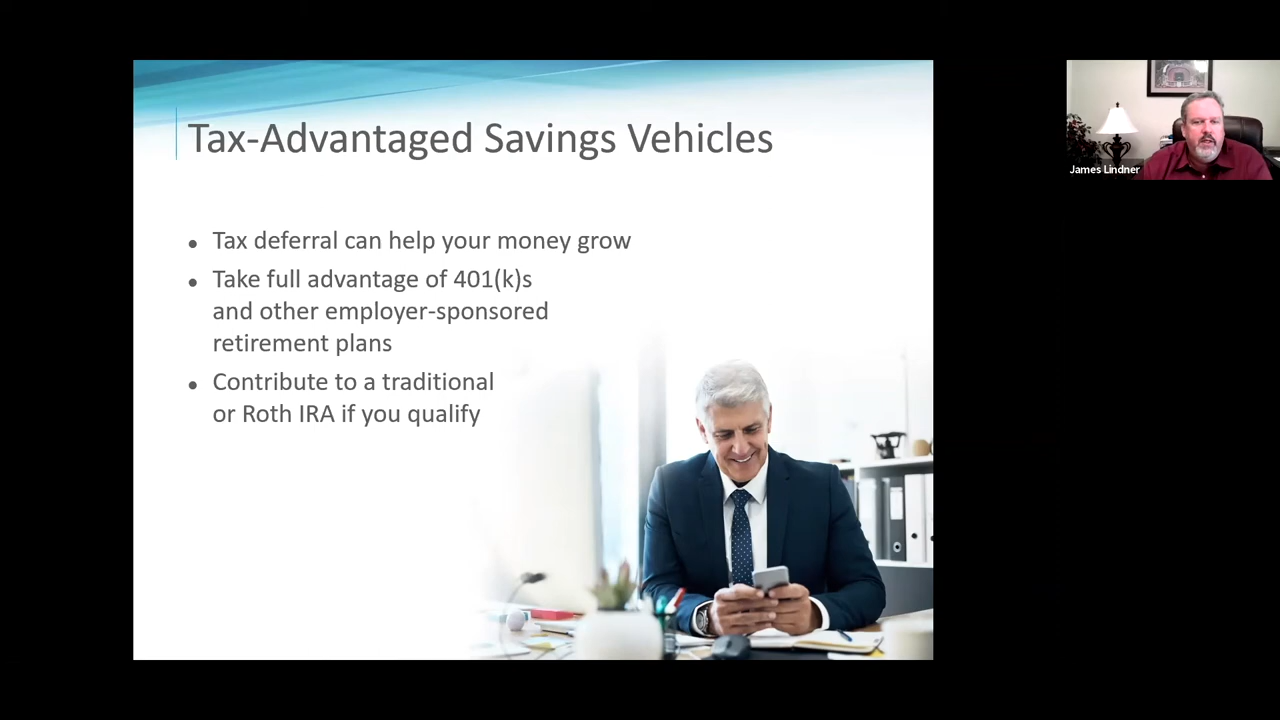 Tax-Advantaged Savings Vehicles
James Lindner
• Tax deferral can help your money grow
• Take full advantage of 401(k)s
and other employer-sponsored
retirement plans
• Contribute to a traditional
or Roth IRA if you qualify